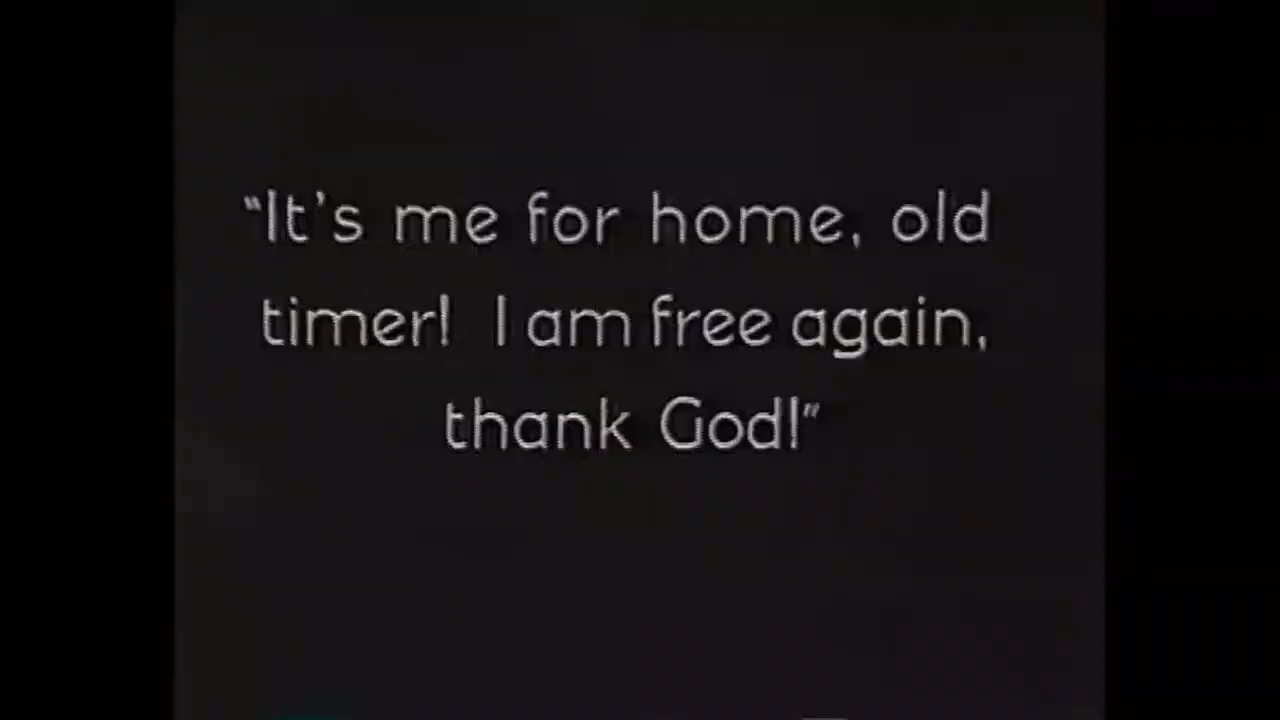 “It's me for home, old
timer! I am free again,
thank God!”